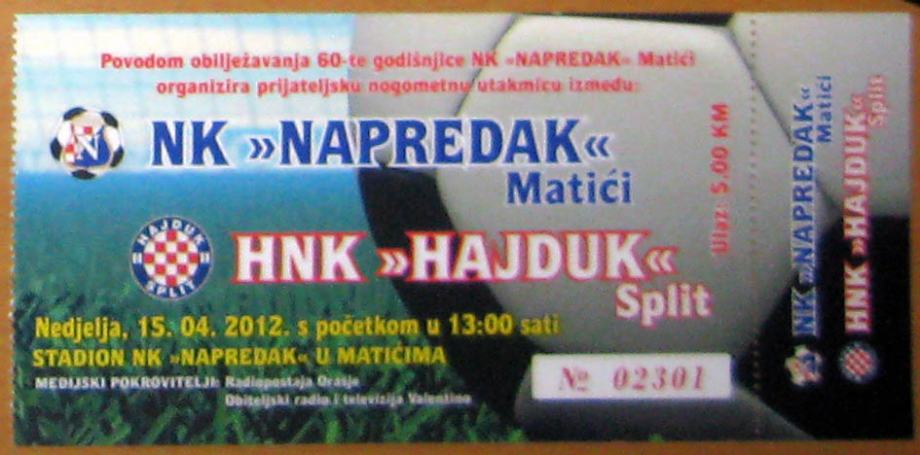 Povodom obilježavanja 60-te godišnjice NK »NAPREDAK« Matići
organizira prijateljsku nogometnu utakmicu između:
NK »NAPREDAK«
Matići
HAJDUK
SPLIT
HNK »HAJDUK«
Split
Nedjelja, 15. 04. 2012. s početkom u 13:00 sati
STADION NK »NAPREDAK« U MATIĆIMA
MEDIJSKI POKROVITELJI: Radiopostaja Orašje
Obiteljski radio i televizija Valentino
№ 02301
Ulaz: 5,00 KM
NK »NAPREDAK«
Matići
HNK »HAJDUK«
Split